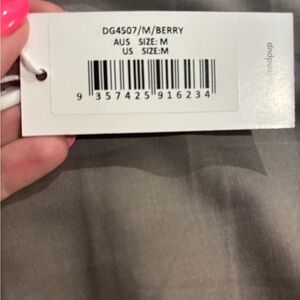 DG4507/M/BERRY
AUS SIZE: M
US SIZE:M
9 357425 916234